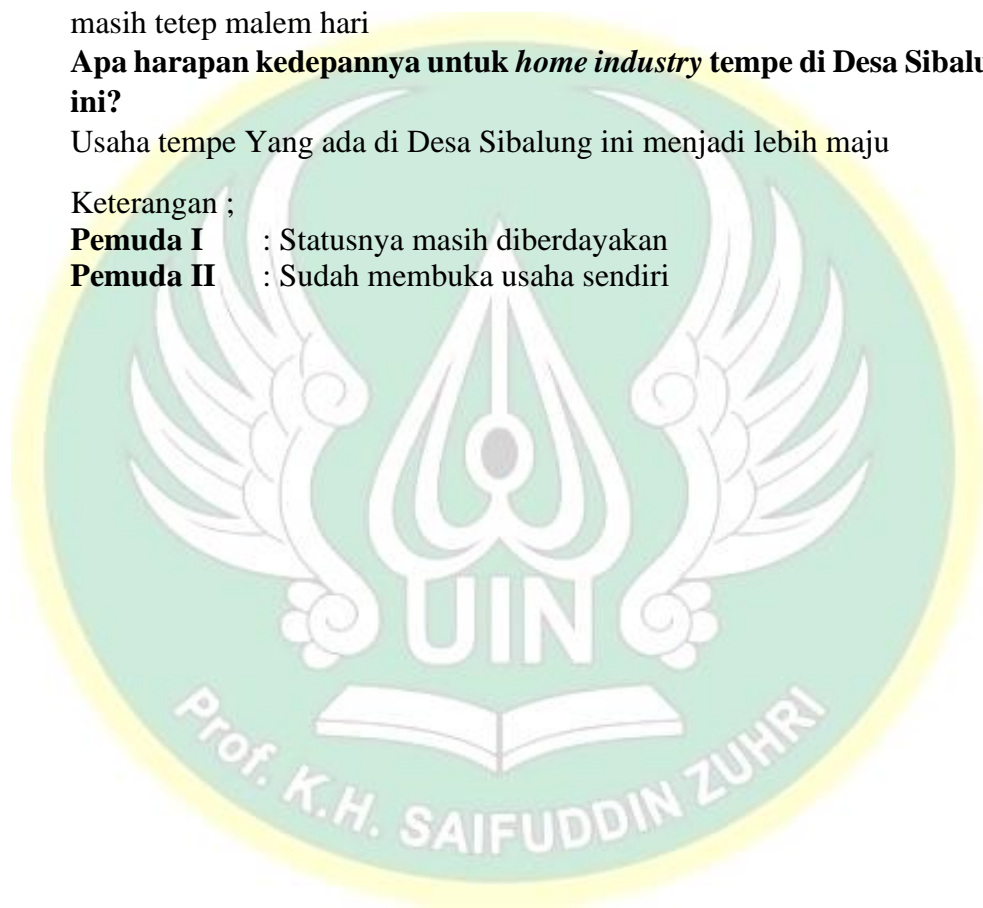 masih tetep malem hari
Apa harapan kedepannya untuk home industry tempe di Desa Sibalu
ini?
Usaha tempe Yang ada di Desa Sibalung ini menjadi lebih maju
Keterangan ;
Pemuda I : Statusnya masih diberdayakan
Pemuda II : Sudah membuka usaha sendiri
UIN
Prof. K.H. SAIFUDDIN ZUHRI